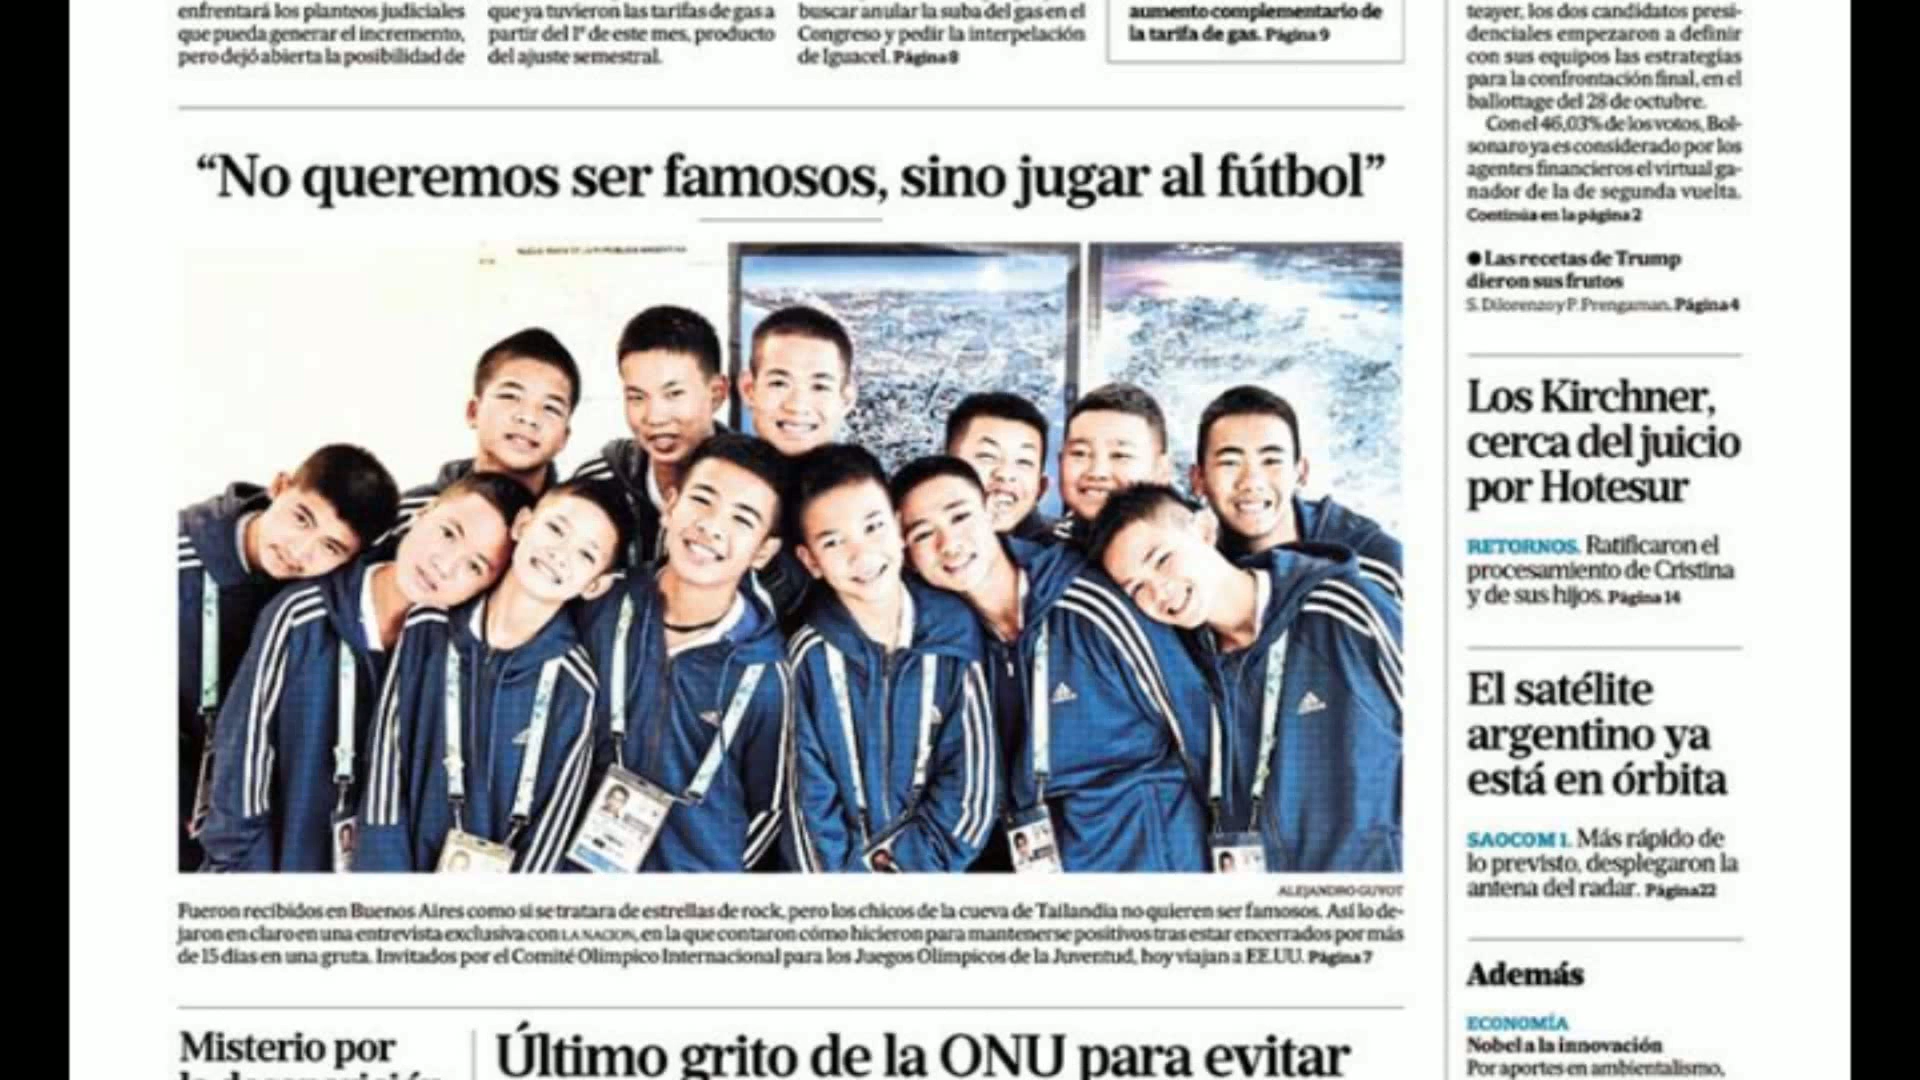 enfrentará los planteos judiciales
que pueda generar el incremento,
pero dejó abierta la posibilidad de
que ya tuvieron las tarifas de gas a
partir del 1º de este mes, producto
del ajuste semestral.
buscar anular la suba del gas en el
Congreso y pedir la interpelación
de Iguacel. Página 8
aumento complementario de
la tarifa de gas. Página 9
“No queremos ser famosos, sino jugar al fútbol”
ALEJANDRO GUYOT
Fueron recibidos en Buenos Aires como si se tratara de estrellas de rock, pero los chicos de la cueva de Tailandia no quieren ser famosos. Así lo de-
jaron en claro en una entrevista exclusiva con LA NACION, en la que contaron cómo hicieron para mantenerse positivos tras estar encerrados por más
de 15 días en una gruta. Invitados por el Comité Olímpico Internacional para los Juegos Olímpicos de la Juventud, hoy viajan a EE.UU. Página 7
Misterio por
Último grito de la ONU para evitar
teayer, los dos candidatos presi-
denciales empezaron a definir
con sus equipos las estrategias
para la confrontación final, en el
ballottage del 28 de octubre.
Con el 46,03% de los votos, Bol-
sonaro ya es considerado por los
agentes financieros el virtual ga-
nador de la de segunda vuelta.
Continúa en la página 2
●Las recetas de Trump
dieron sus frutos
S. Dilorenzo y P. Prengaman. Página 4
Los Kirchner,
cerca del juicio
por Hotesur
RETORNOS. Ratificaron el
procesamiento de Cristina
y de sus hijos. Página 14
El satélite
argentino ya
está en órbita
SAOCOM 1. Más rápido de
lo previsto, desplegaron la
antena del radar. Página 22
Además
ECONOMÍA
Nobel a la innovación
Por aportes en ambientalismo,